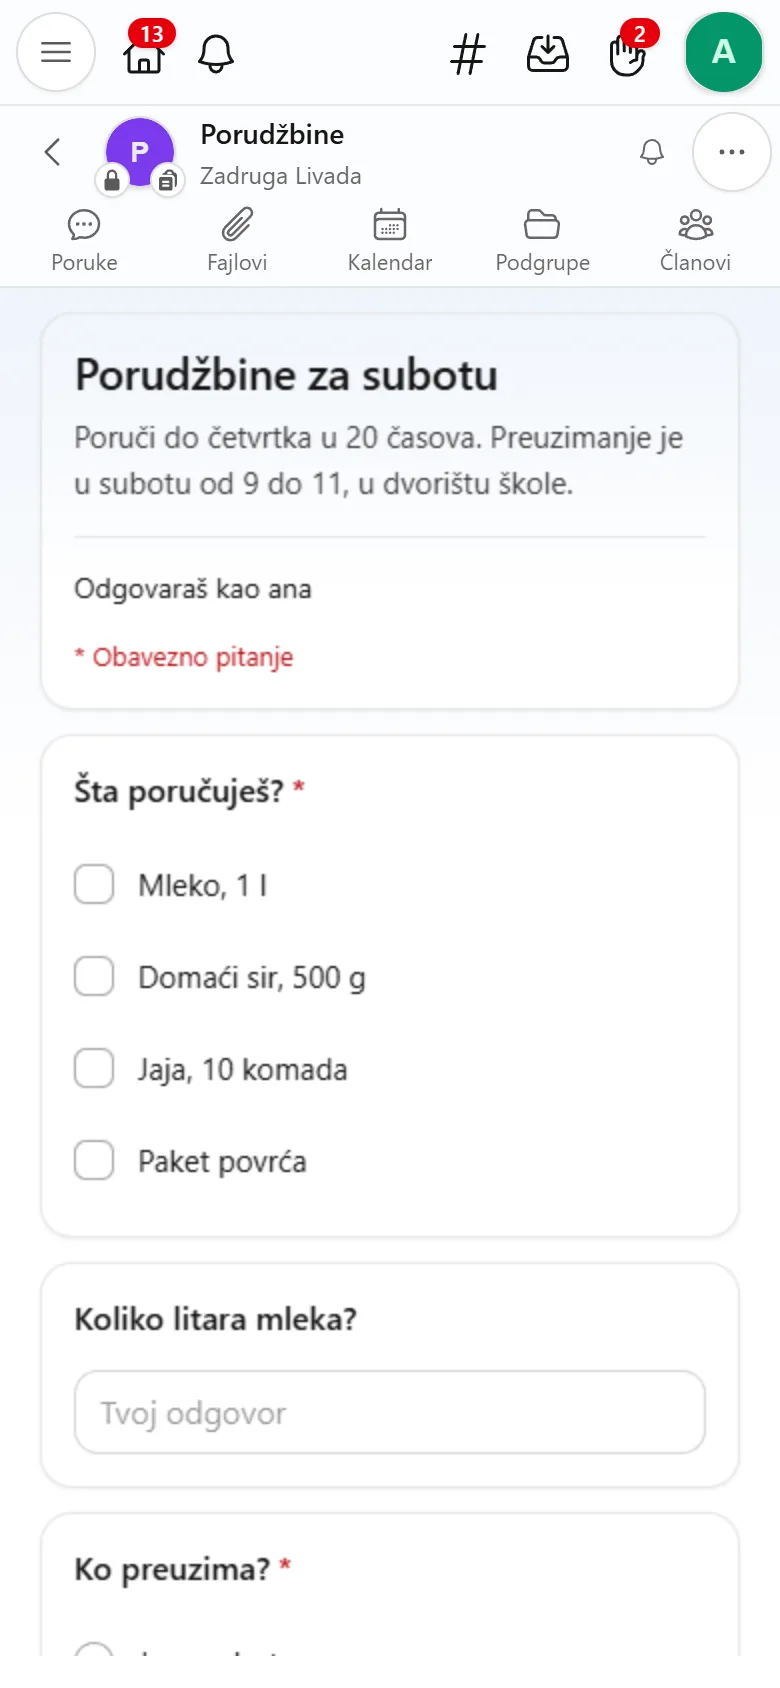 13
2
A
P
Porudžbine
Zadruga Livada
Poruke
Fajlovi
Kalendar
Podgrupe
Članovi
Porudžbine za subotu
Poruči do četvrtka u 20 časova. Preuzimanje je
u subotu od 9 do 11, u dvorištu škole.
Odgovaraš kao ana
* Obavezno pitanje
Šta poručuješ? *
Mleko, 1 l
Domaći sir, 500 g
Jaja, 10 komada
Paket povrća
Koliko litara mleka?
Tvoj odgovor
Ko preuzima? *